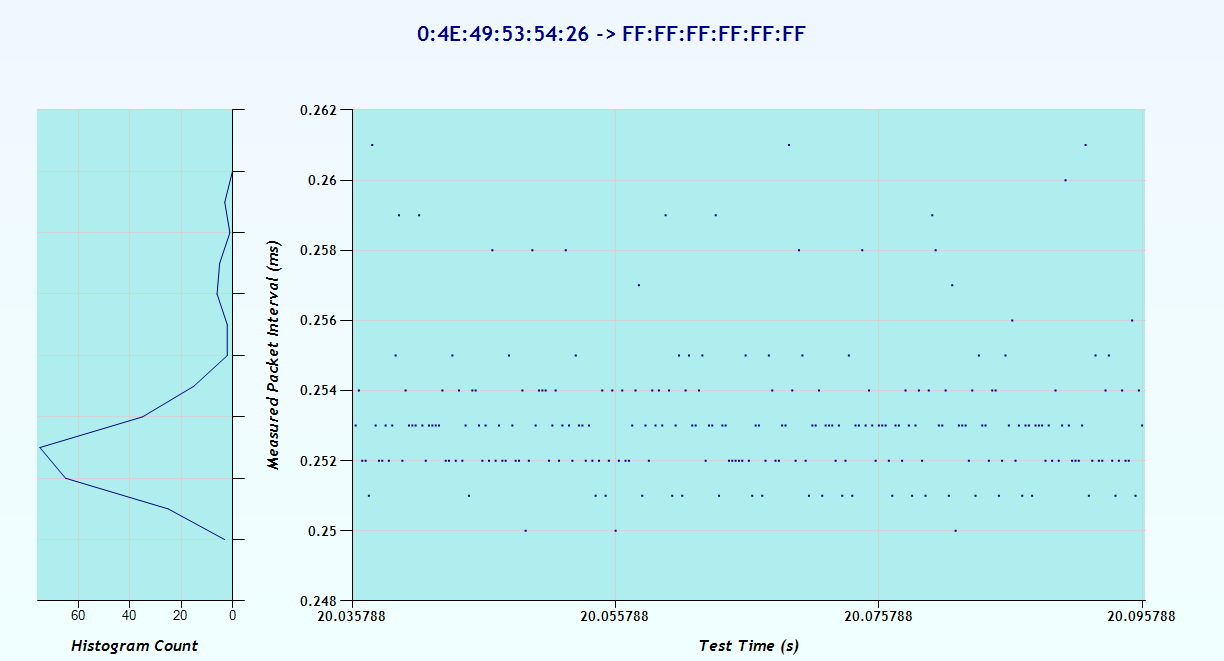 0:4E:49:53:54:26 -> FF:FF:FF:FF:FF:FF
0.262
0.26
0.258
0.256
0.254
0.252
0.25
0.248
Measured Packet Interval (ms)
60 40 20 0
20.035788 20.055788 20.075788 20.095788
Histogram Count
Test Time (s)